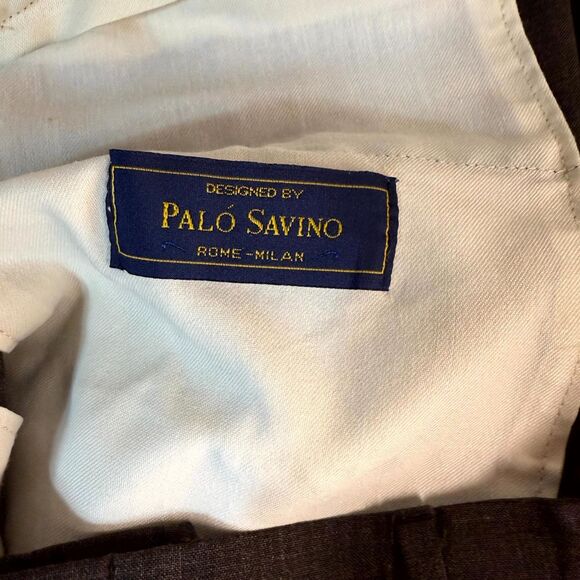 DESIGNED BY
PALÓ SAVINO
ROME-MILAN